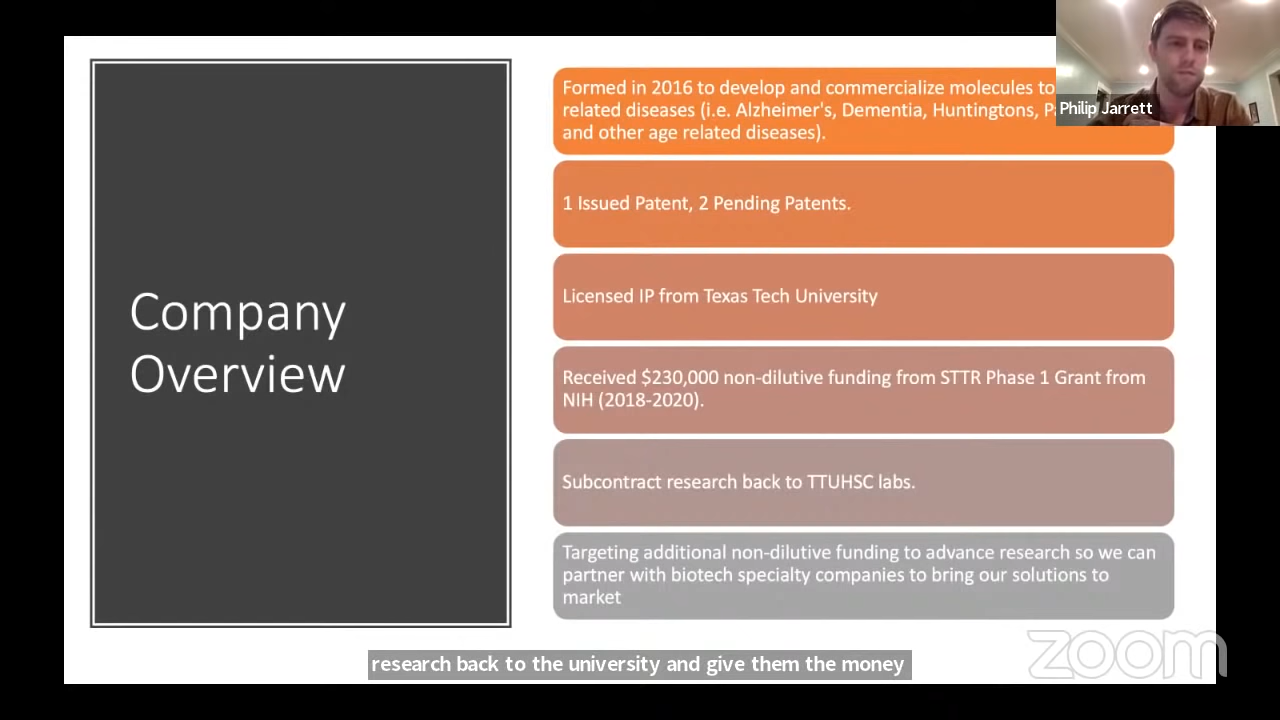 Company
Overview
Formed in 2016 to develop and commercialize molecules to
related diseases (i.e. Alzheimer's, Dementia, Huntingtons,
and other age related diseases).
1 Issued Patent, 2 Pending Patents.
Licensed IP from Texas Tech University
Received $230,000 non-dilutive funding from STTR Phase 1 Grant from
NIH (2018-2020).
Subcontract research back to TTUHSC labs.
Targeting additional non-dilutive funding to advance research so we can
partner with biotech specialty companies to bring our solutions to
market
Philip Jarrett
research back to the university and give them the money
zoom